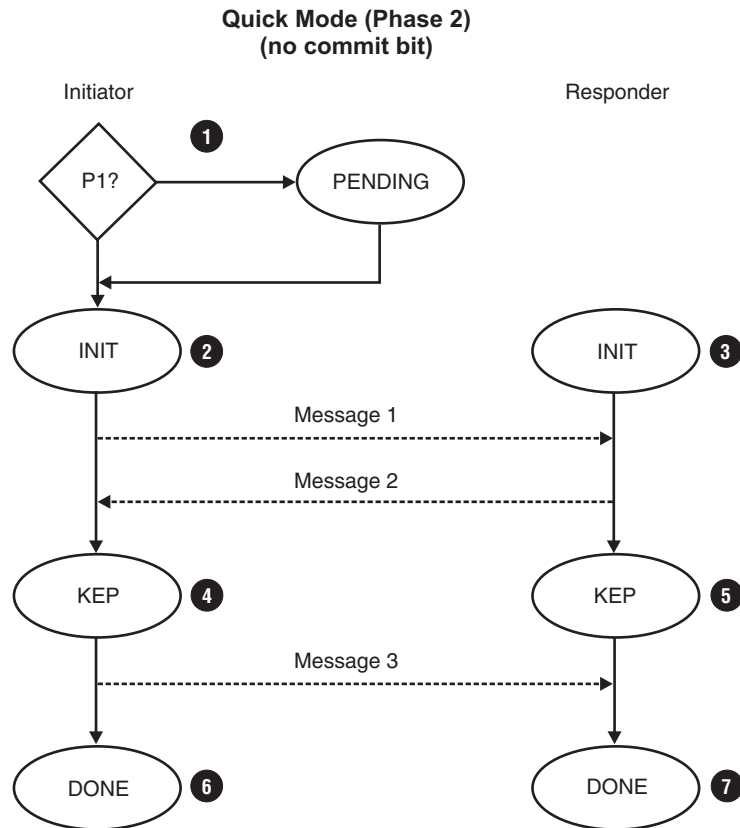 Quick Mode (Phase 2)
(no commit bit)
Initiator
Responder
1
P1?
PENDING
INIT
2
INIT
3
Message 1
Message 2
KEP
4
KEP
5
Message 3
DONE
6
DONE
7